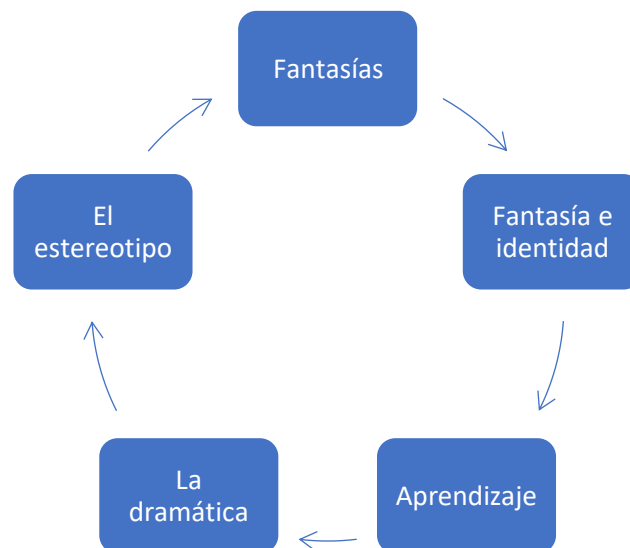 Fantasías
Fantasía e
identidad
Aprendizaje
La
dramática
El
estereotipo